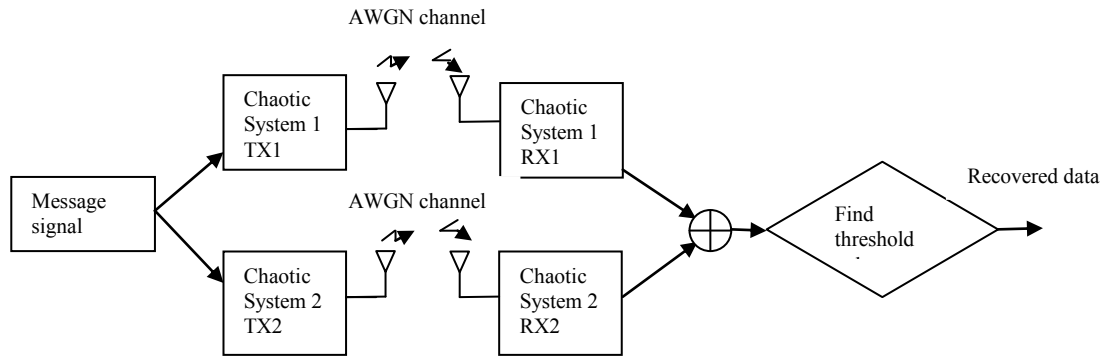 AWGN channel
Chaotic
System 1
TX1
Chaotic
System 1
RX1
Message
signal
AWGN channel
Chaotic
System 2
TX2
Chaotic
System 2
RX2
Find
threshold
Recovered data